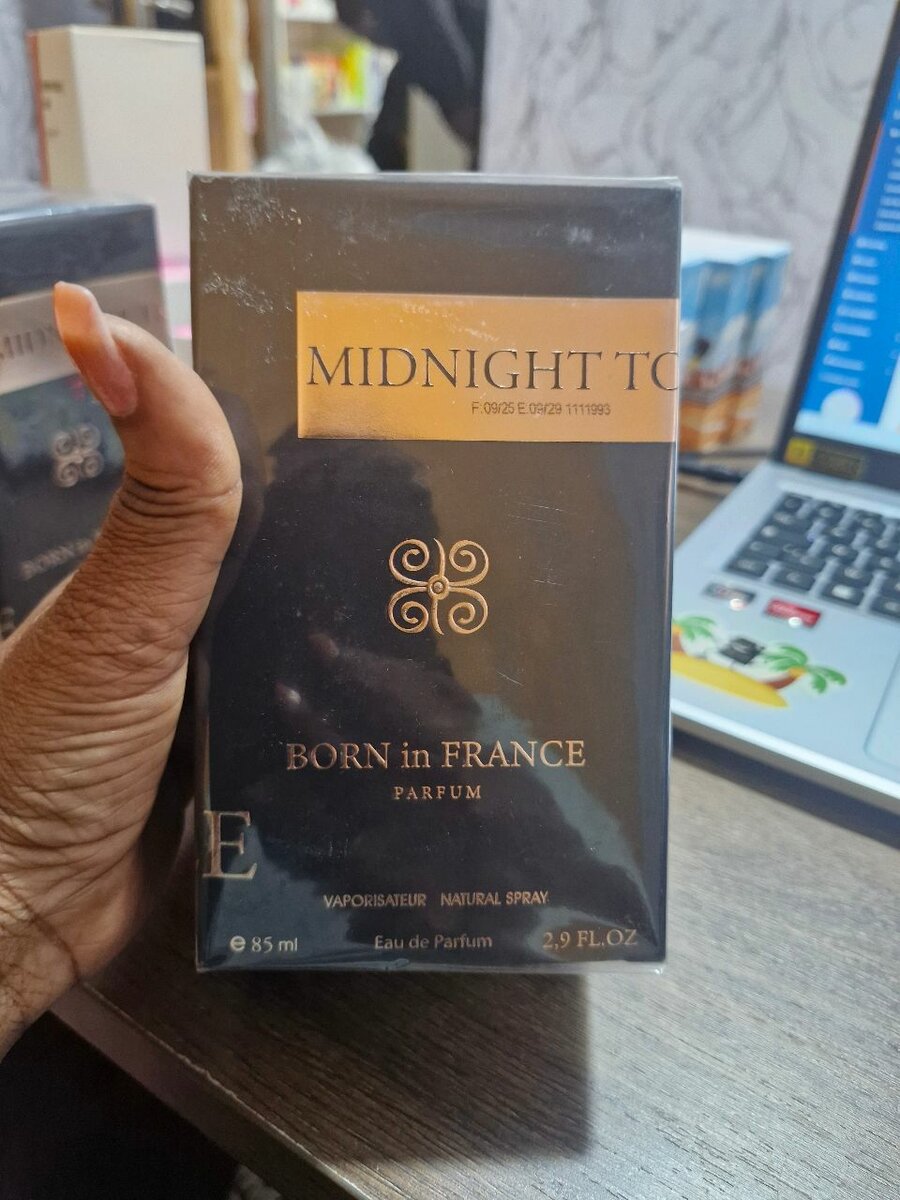 MIDNIGHT TO
F:09/25 E:09/29 1111993
BORN in FRANCE
PARFUM
E
VAPORISATEUR NATURAL SPRAY
e 85 ml Eau de Parfum 2,9 FL.OZ